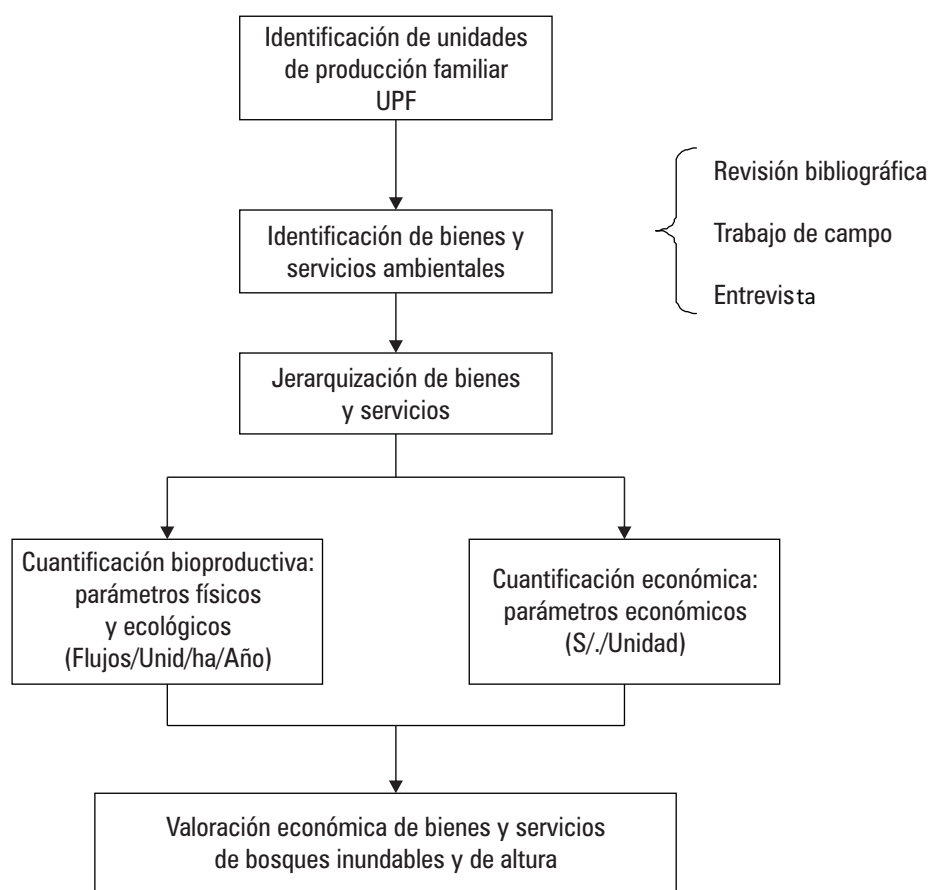 Identificación de unidades
de producción familiar
UPF
Revisión bibliográfica
Trabajo de campo
Entrevista
Identificación de bienes y
servicios ambientales
Jerarquización de bienes
y servicios
Cuantificación bioproductiva:
parámetros físicos
y ecológicos
(Flujos/Unid/ha/Año)
Cuantificación económica:
parámetros económicos
(S/./Unidad)
Valoración económica de bienes y servicios
de bosques inundables y de altura